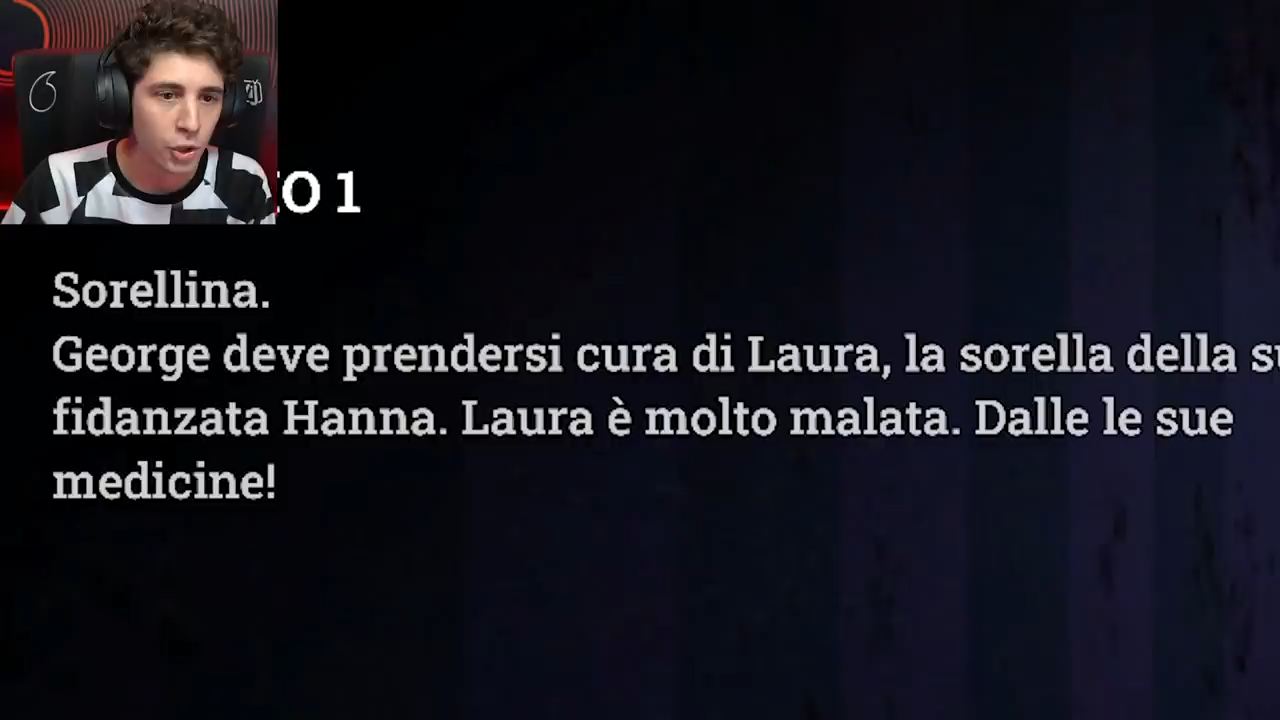 O 1
Sorellina.
George deve prendersi cura di Laura, la sorella della
fidanzata Hanna. Laura è molto malata. Dalle le sue
medicine!